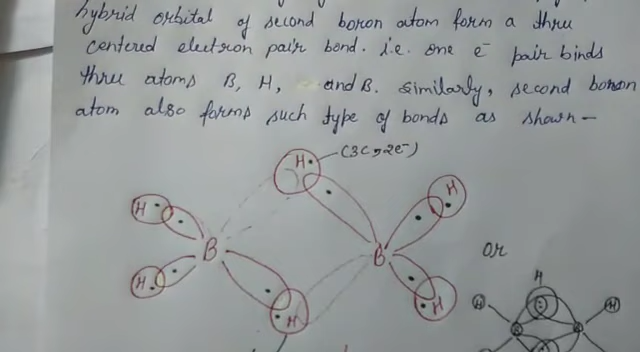 hybrid orbital of second boron atom form a three
centered electron pair bond. i.e. one e⁻ pair binds
three atoms B, H, and B. similarly, second boron
atom also forms such type of bonds as shown –
H (3C, 2e⁻)
H H
B B or
H H H
H H H
B B